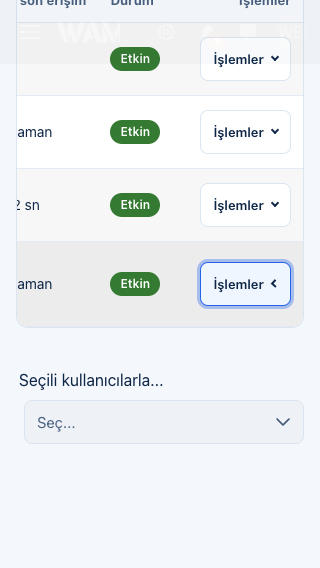 son erişim Durum İşlemler
WAM
Etkin İşlemler
aman Etkin İşlemler
2 sn Etkin İşlemler
aman Etkin İşlemler
Seçili kullanıcılarla...
Seç...